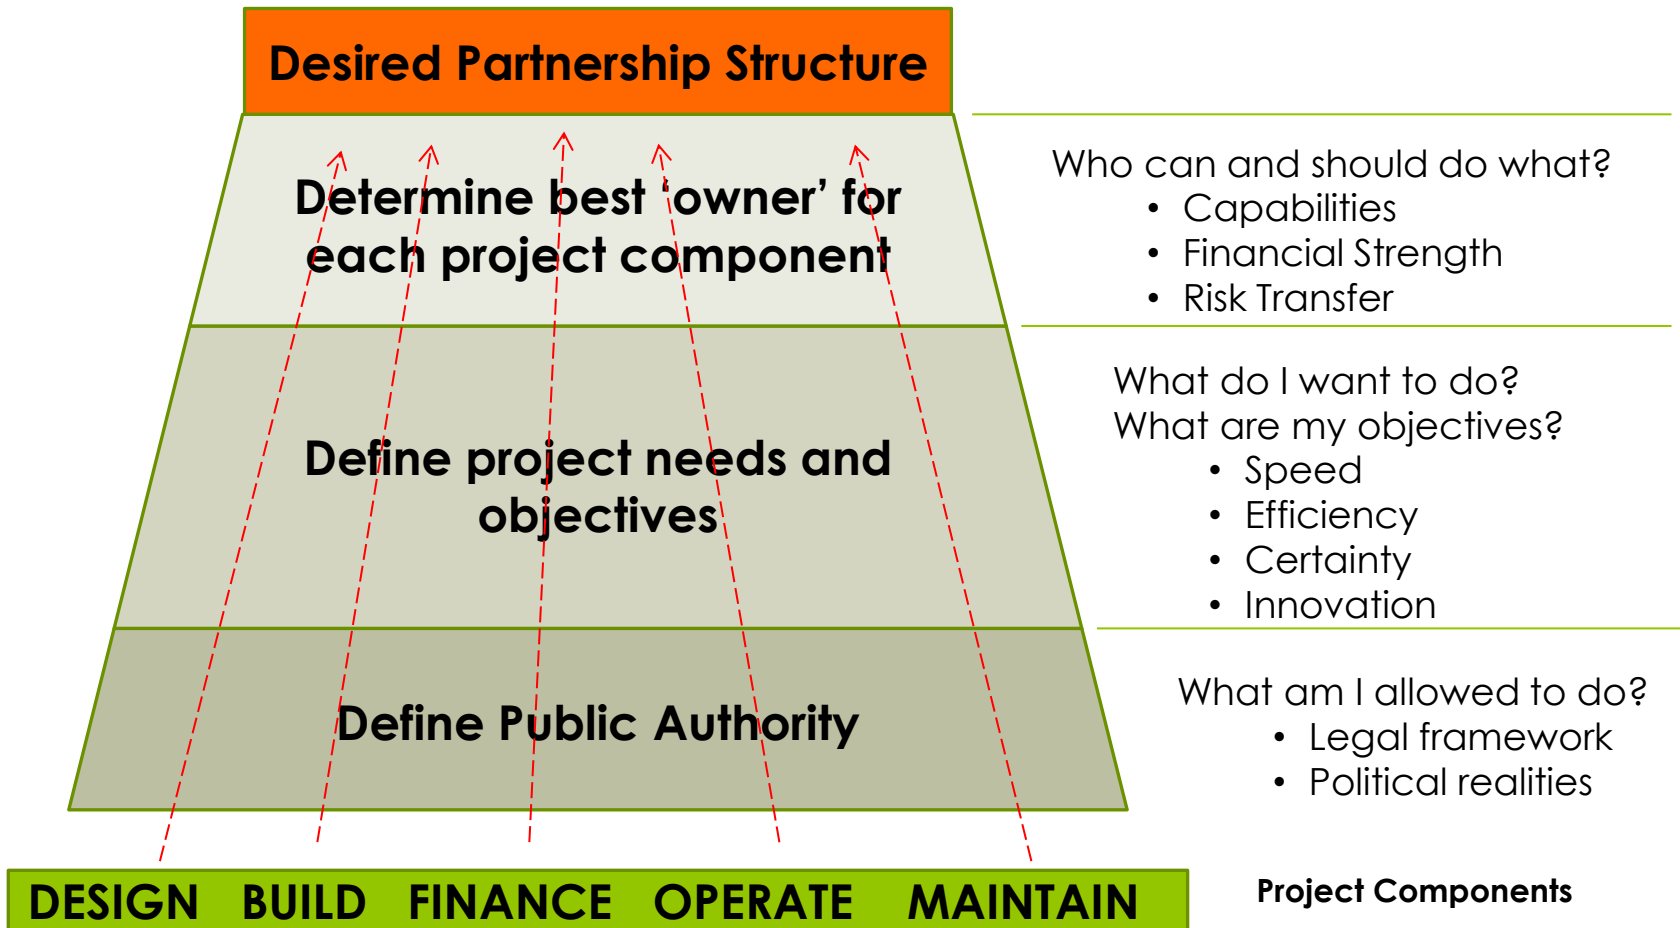 Desired Partnership Structure
Determine best ‘owner’ for
each project component
Who can and should do what?
• Capabilities
• Financial Strength
• Risk Transfer
Define project needs and
objectives
What do I want to do?
What are my objectives?
• Speed
• Efficiency
• Certainty
• Innovation
Define Public Authority
What am I allowed to do?
• Legal framework
• Political realities
DESIGN BUILD FINANCE OPERATE MAINTAIN
Project Components